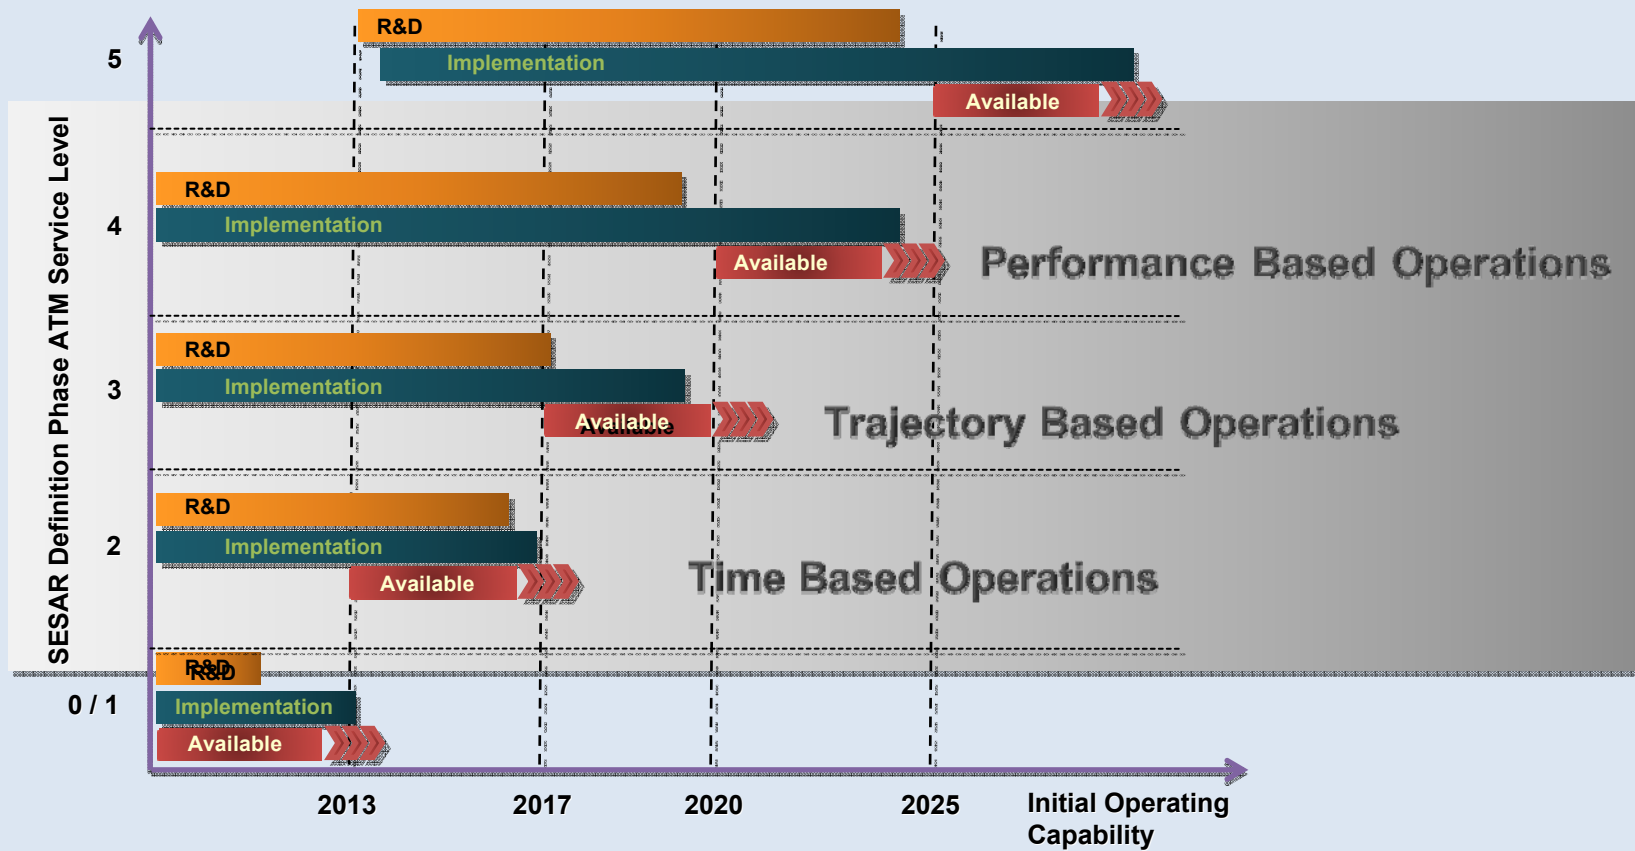 R&D
5
Implementation
Available
SESAR Definition Phase ATM Service Level
R&D
4
Implementation
Available
Performance Based Operations
R&D
3
Implementation
Available
Available
Trajectory Based Operations
R&D
2
Implementation
Available
Time Based Operations
R&D
R&D
0 / 1
Implementation
Available
2013
2017
2020
2025
Initial Operating
Capability